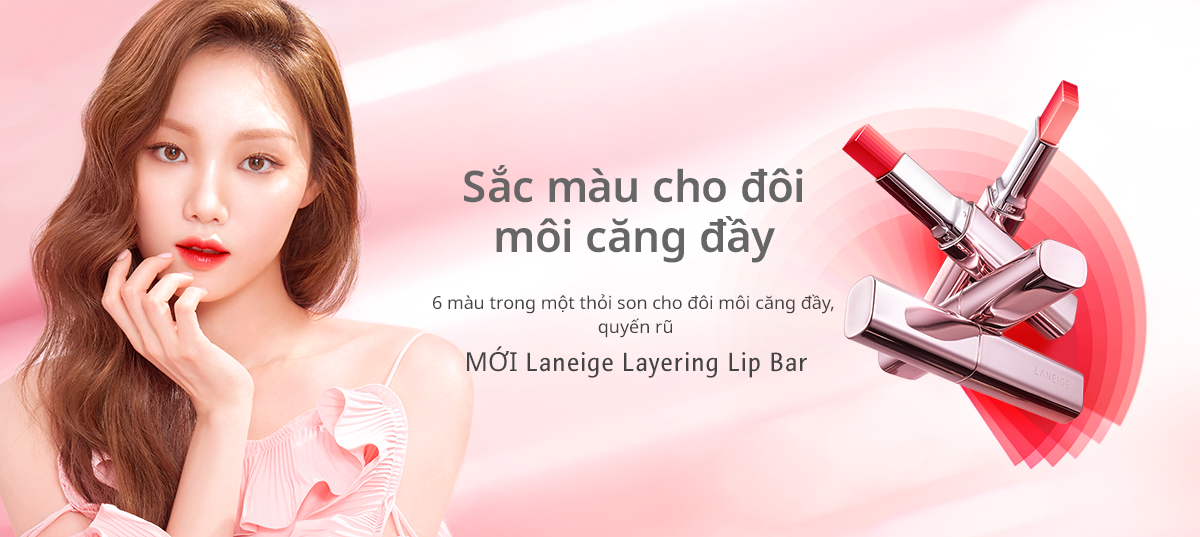 Sắc màu cho đôi
môi căng đầy
6 màu trong một thỏi son cho đôi môi căng đầy,
quyến rũ
MỚI Laneige Layering Lip Bar
LANEIGE